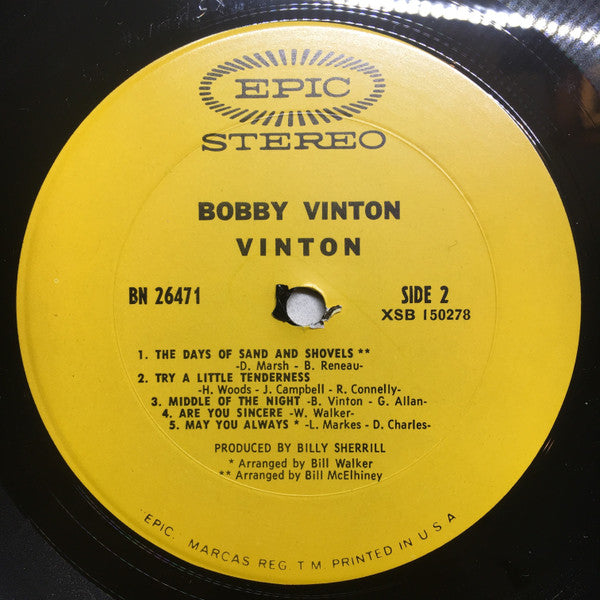 EPIC
STEREO
BOBBY VINTON
VINTON
BN 26471
SIDE 2
XSB 150278
1. THE DAYS OF SAND AND SHOVELS **
-D. Marsh - B. Reneau-
2. TRY A LITTLE TENDERNESS
-H. Woods - J. Campbell - R. Connelly-
3. MIDDLE OF THE NIGHT -B. Vinton - G. Allan-
4. ARE YOU SINCERE -W. Walker-
5. MAY YOU ALWAYS * -L. Markes - D. Charles-
PRODUCED BY BILLY SHERRILL
* Arranged by Bill Walker
** Arranged by Bill McElhiney
EPIC. MARCAS REG. T M. PRINTED IN U S A